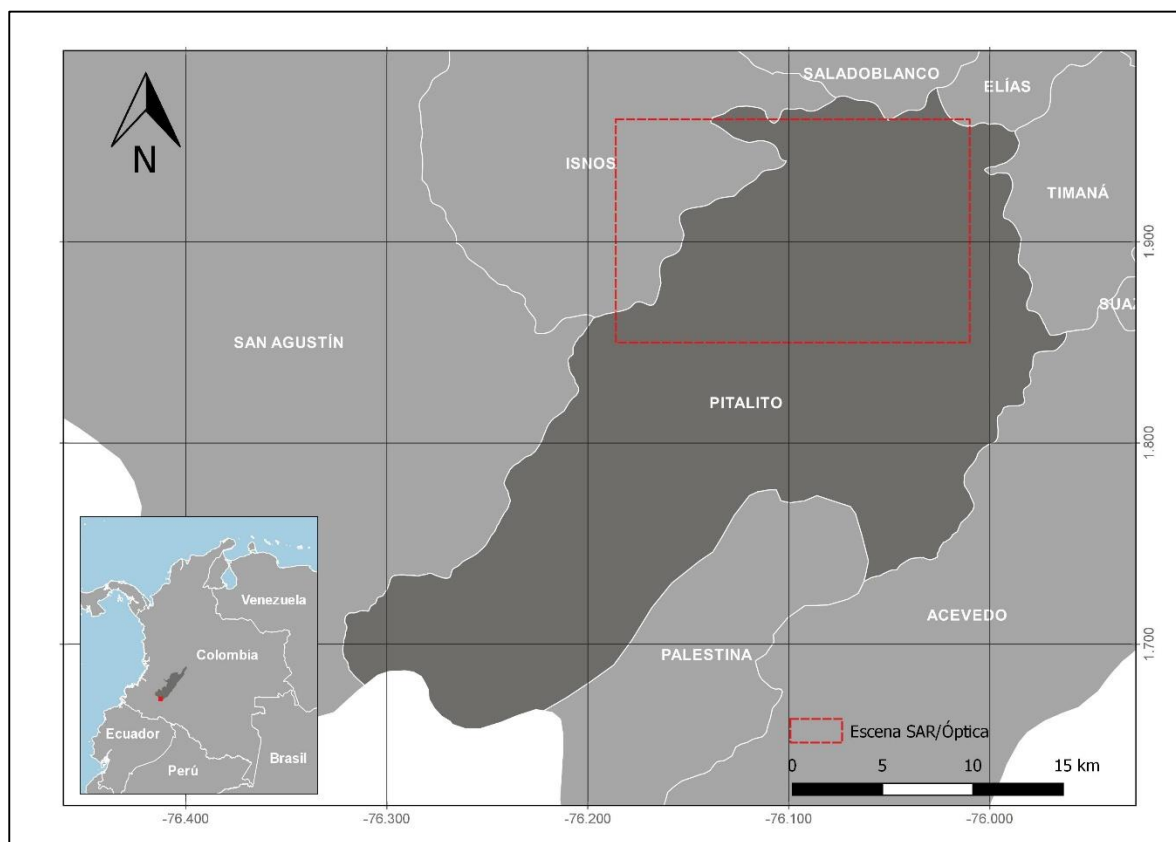 SALADOBLANCO
ELÍAS
N
ISNOS
TIMANÁ
1.900
SUAZ
SAN AGUSTÍN
PITALITO
1.800
Venezuela
Colombia
ACEVEDO
1.700
PALESTINA
Ecuador
Brasil
Perú
Escena SAR/Óptica
0
5
10
15 km
-76.400
-76.300
-76.200
-76.100
-76.000